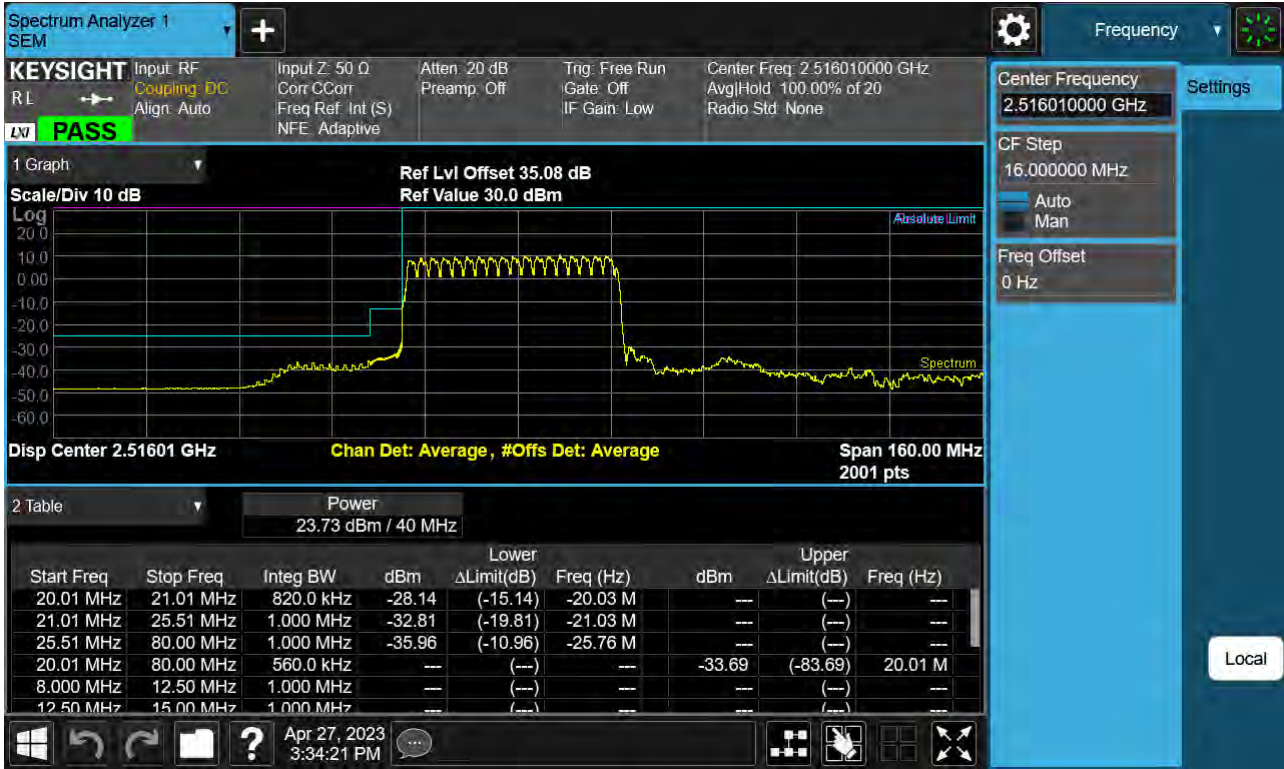 Spectrum Analyzer 1
SEM
Frequency
KEYSIGHT
Input: RF
Coupling: DC
Align: Auto
Input Z: 50 Ω
Corr CCorr
Freq Ref: Int (S)
NFE: Adaptive
Atten: 20 dB
Preamp: Off
Trig: Free Run
Gate: Off
IF Gain: Low
Center Freq: 2.516010000 GHz
Avg|Hold: 100.00% of 20
Radio Std: None
RL
LXI PASS
Center Frequency
2.516010000 GHz
Settings
CF Step
16.000000 MHz
Auto
Man
Freq Offset
0 Hz
Local
1 Graph
Scale/Div 10 dB
Ref Lvl Offset 35.08 dB
Ref Value 30.0 dBm
Log
Absolute Limit
20.0
10.0
0.00
-10.0
-20.0
-30.0
-40.0
-50.0
-60.0
Spectrum
Disp Center 2.51601 GHz
Chan Det: Average , #Offs Det: Average
Span 160.00 MHz
2001 pts
2 Table
Power
23.73 dBm / 40 MHz
Lower Upper
Start Freq Stop Freq Integ BW dBm ΔLimit(dB) Freq (Hz) dBm ΔLimit(dB) Freq (Hz)
20.01 MHz 21.01 MHz 820.0 kHz -28.14 (-15.14) -20.03 M --- (---) ---
21.01 MHz 25.51 MHz 1.000 MHz -32.81 (-19.81) -21.03 M --- (---) ---
25.51 MHz 80.00 MHz 1.000 MHz -35.96 (-10.96) -25.76 M --- (---) ---
20.01 MHz 80.00 MHz 560.0 kHz --- (---) --- -33.69 (-83.69) 20.01 M
8.000 MHz 12.50 MHz 1.000 MHz --- (---) --- --- (---) ---
12.50 MHz 15.00 MHz 1.000 MHz --- (---) --- --- (---) ---
Apr 27, 2023
3:34:21 PM